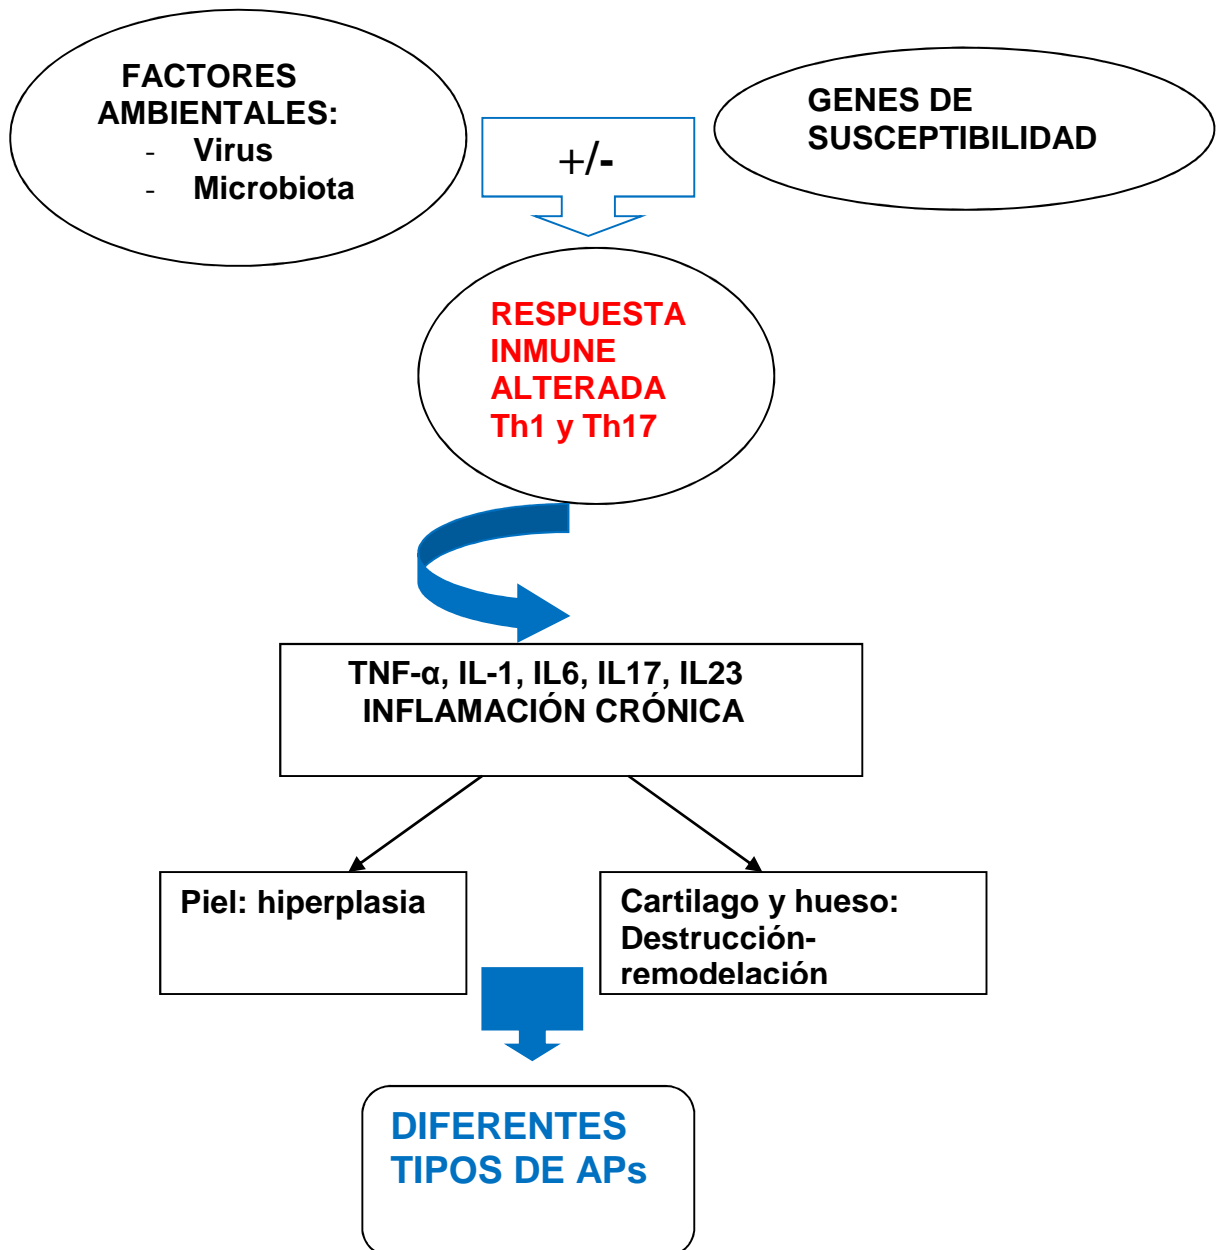 FACTORES
AMBIENTALES:
- Virus
- Microbiota
+/-
GENES DE
SUSCEPTIBILIDAD
RESPUESTA
INMUNE
ALTERADA
Th1 y Th17
TNF-α, IL-1, IL6, IL17, IL23
INFLAMACIÓN CRÓNICA
Piel: hiperplasia
Cartilago y hueso:
Destrucción-
remodelación
DIFERENTES
TIPOS DE APs